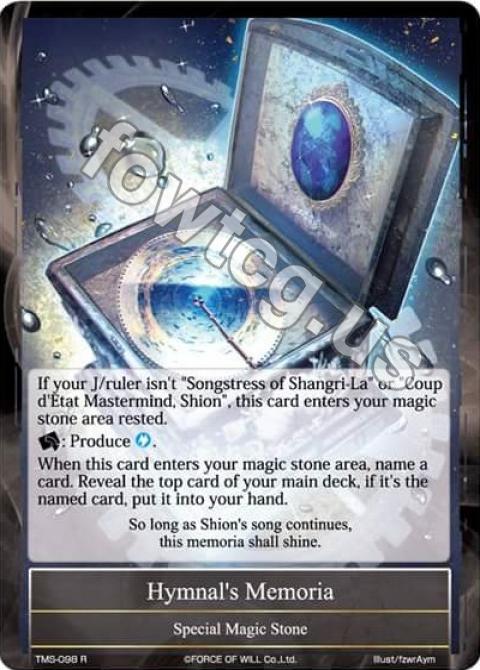 fowtcg.us
If your J/ruler isn't "Songstress of Shangri-La" or "Coup
d'État Mastermind, Shion", this card enters your magic
stone area rested.
: Produce .
When this card enters your magic stone area, name a
card. Reveal the top card of your main deck, if it's the
named card, put it into your hand.
So long as Shion's song continues,
this memoria shall shine.
Hymnal's Memoria
Special Magic Stone
TMS-098 R ©FORCE OF WILL Co.,Ltd. Illust/fzwrAym